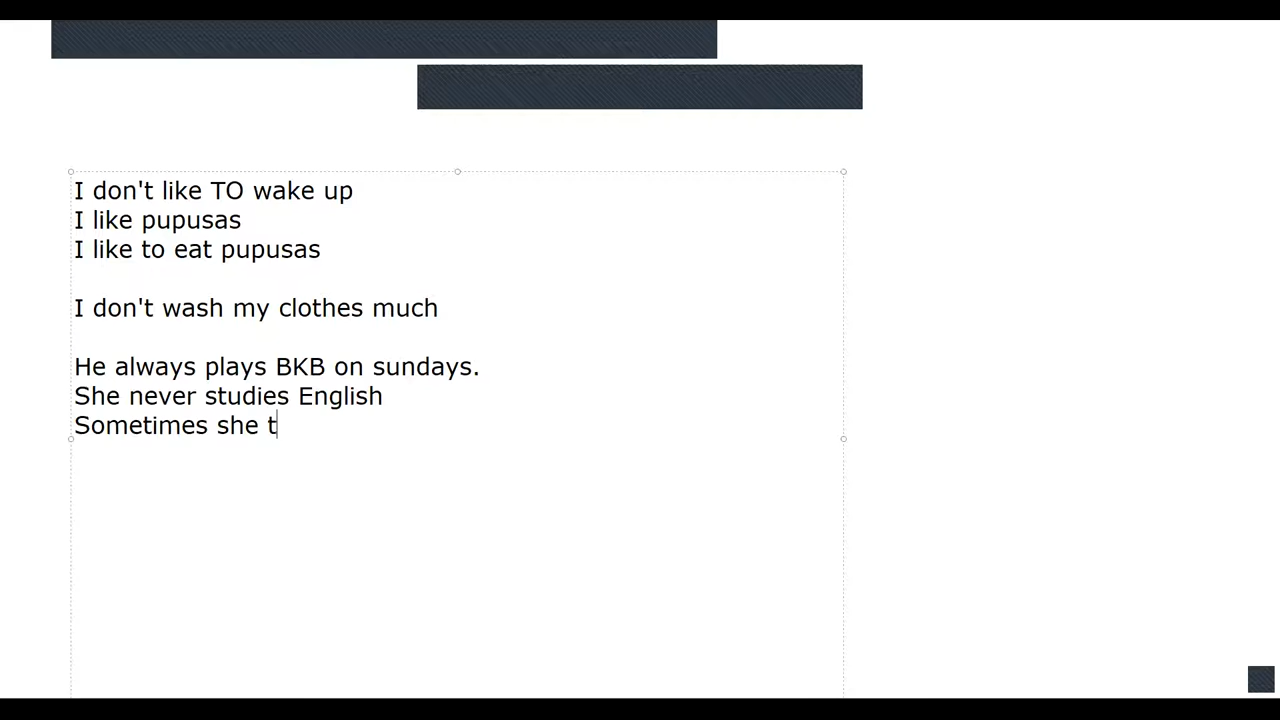 I don't like TO wake up
I like pupusas
I like to eat pupusas
I don't wash my clothes much
He always plays BKB on sundays.
She never studies English
Sometimes she t